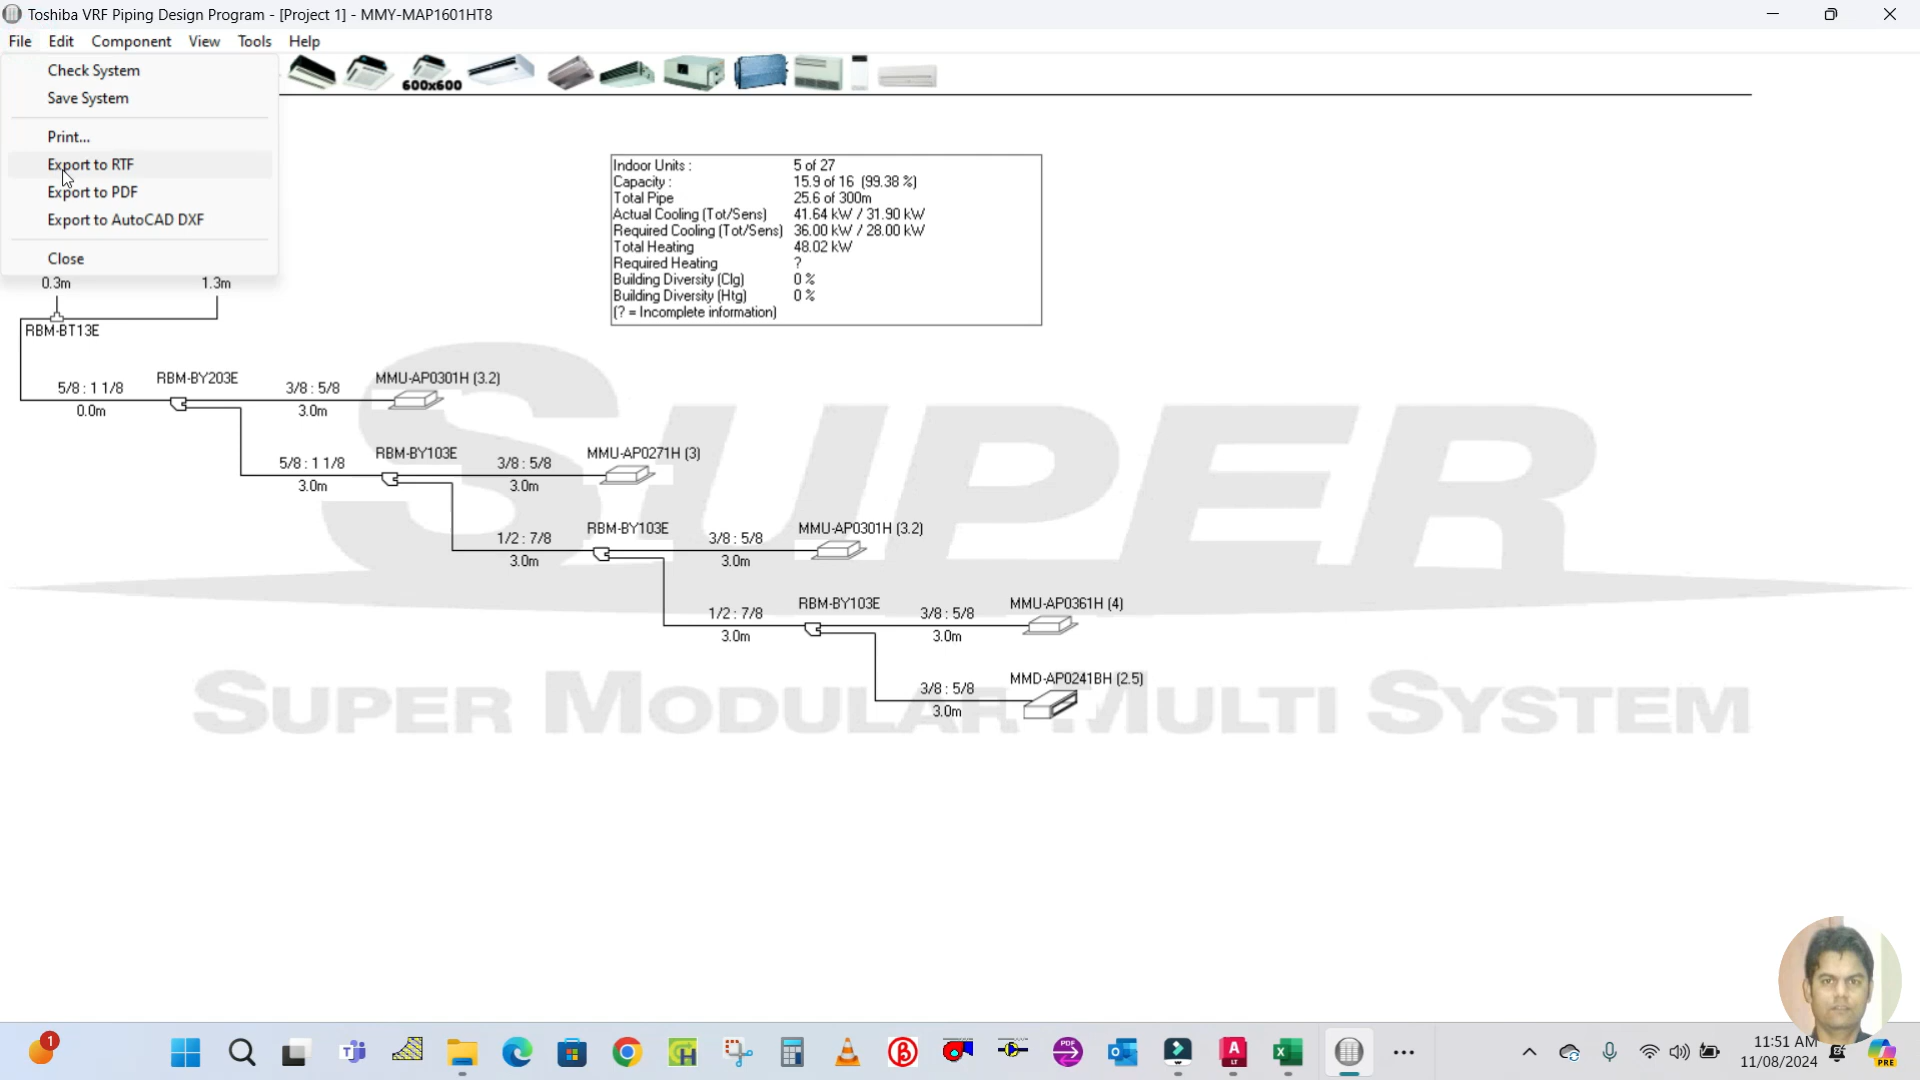 Toshiba VRF Piping Design Program - [Project 1] - MMY-MAP1601HT8
File Edit Component View Tools Help
Check System
Save System
Print...
Export to RTF
Export to PDF
Export to AutoCAD DXF
Close
600x600
Indoor Units : 5 of 27
Capacity : 15.9 of 16 (99.38 %)
Total Pipe 25.6 of 300m
Actual Cooling (Tot/Sens) 41.64 kW / 31.90 kW
Required Cooling (Tot/Sens) 36.00 kW / 28.00 kW
Total Heating 48.02 kW
Required Heating ?
Building Diversity (Clg) 0 %
Building Diversity (Htg) 0 %
(? = Incomplete information)
0.3m 1.3m
RBM-BT13E
5/8 : 1 1/8 RBM-BY203E 3/8 : 5/8 MMU-AP0301H (3.2)
0.0m 3.0m
5/8 : 1 1/8 RBM-BY103E 3/8 : 5/8 MMU-AP0271H (3)
3.0m 3.0m
1/2 : 7/8 RBM-BY103E 3/8 : 5/8 MMU-AP0301H (3.2)
3.0m 3.0m
1/2 : 7/8 RBM-BY103E 3/8 : 5/8 MMU-AP0361H (4)
3.0m 3.0m
3/8 : 5/8 MMD-AP0241BH (2.5)
3.0m
SUPER
SUPER MODULAR MULTI SYSTEM
1
PDF
LT
11:51 AM
11/08/2024
PRE